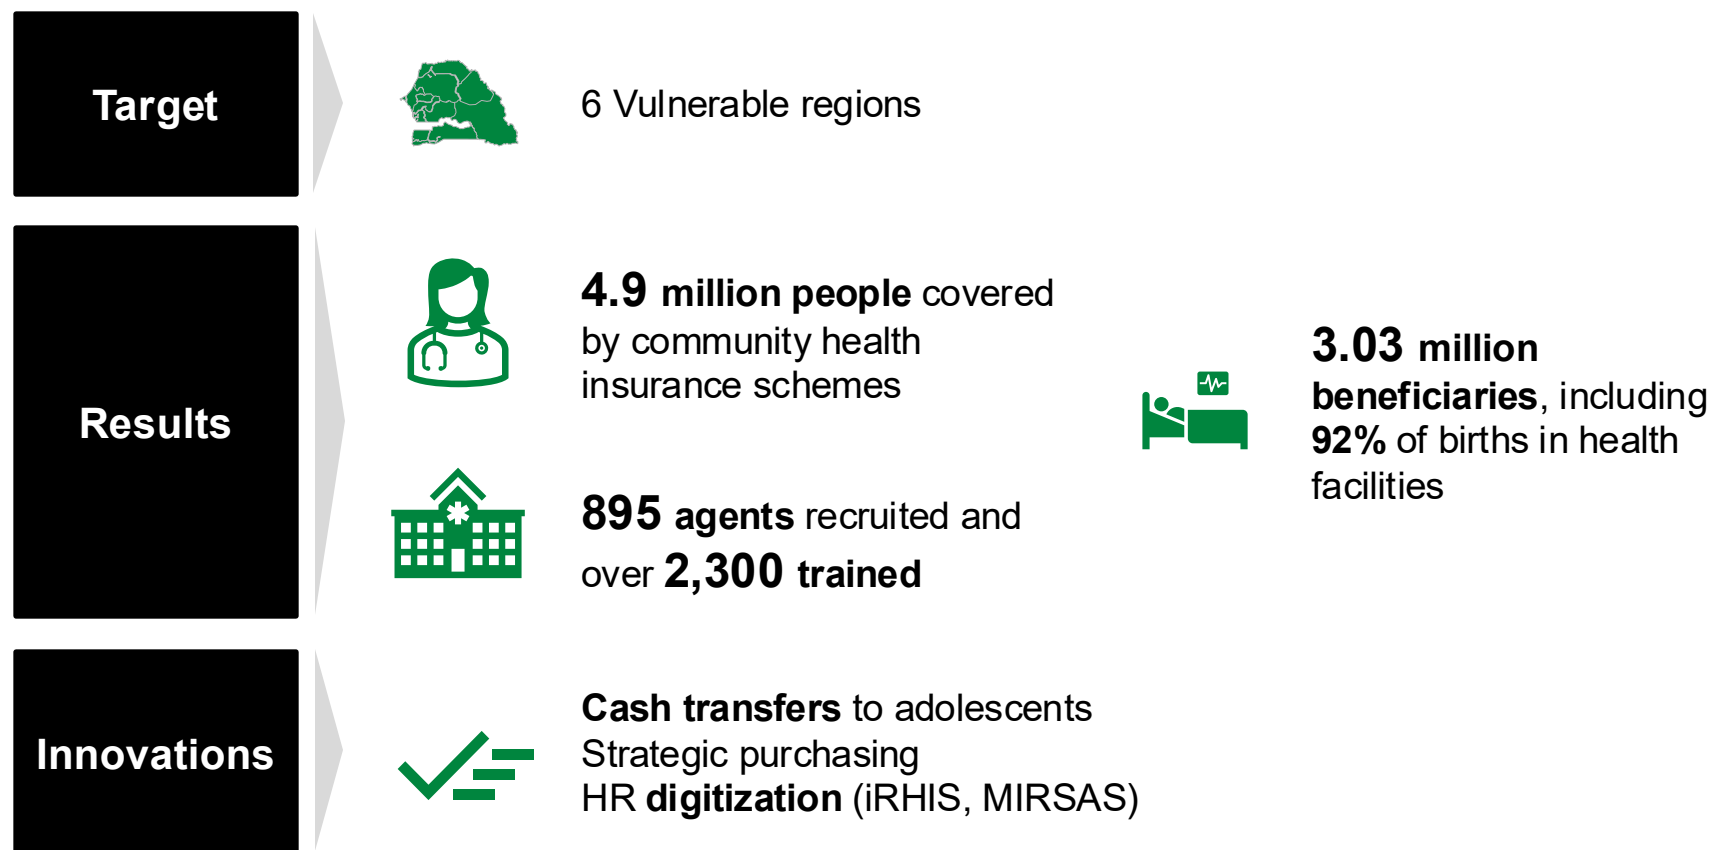 Target
6 Vulnerable regions
Results
4.9 million people covered
by community health
insurance schemes
895 agents recruited and
over 2,300 trained
3.03 million
beneficiaries, including
92% of births in health
facilities
Innovations
Cash transfers to adolescents
Strategic purchasing
HR digitization (iRHIS, MIRSAS)